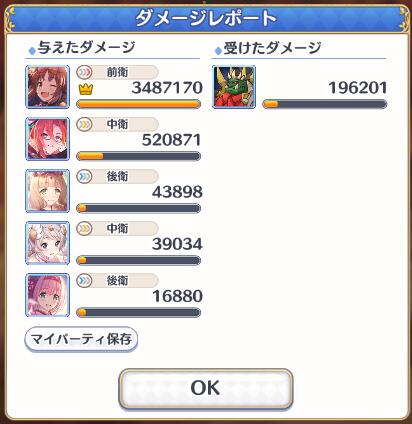 ダメージレポート
与えたダメージ
受けたダメージ
前衛
3487170
196201
中衛
520871
後衛
43898
中衛
39034
後衛
16880
マイパーティ保存
OK